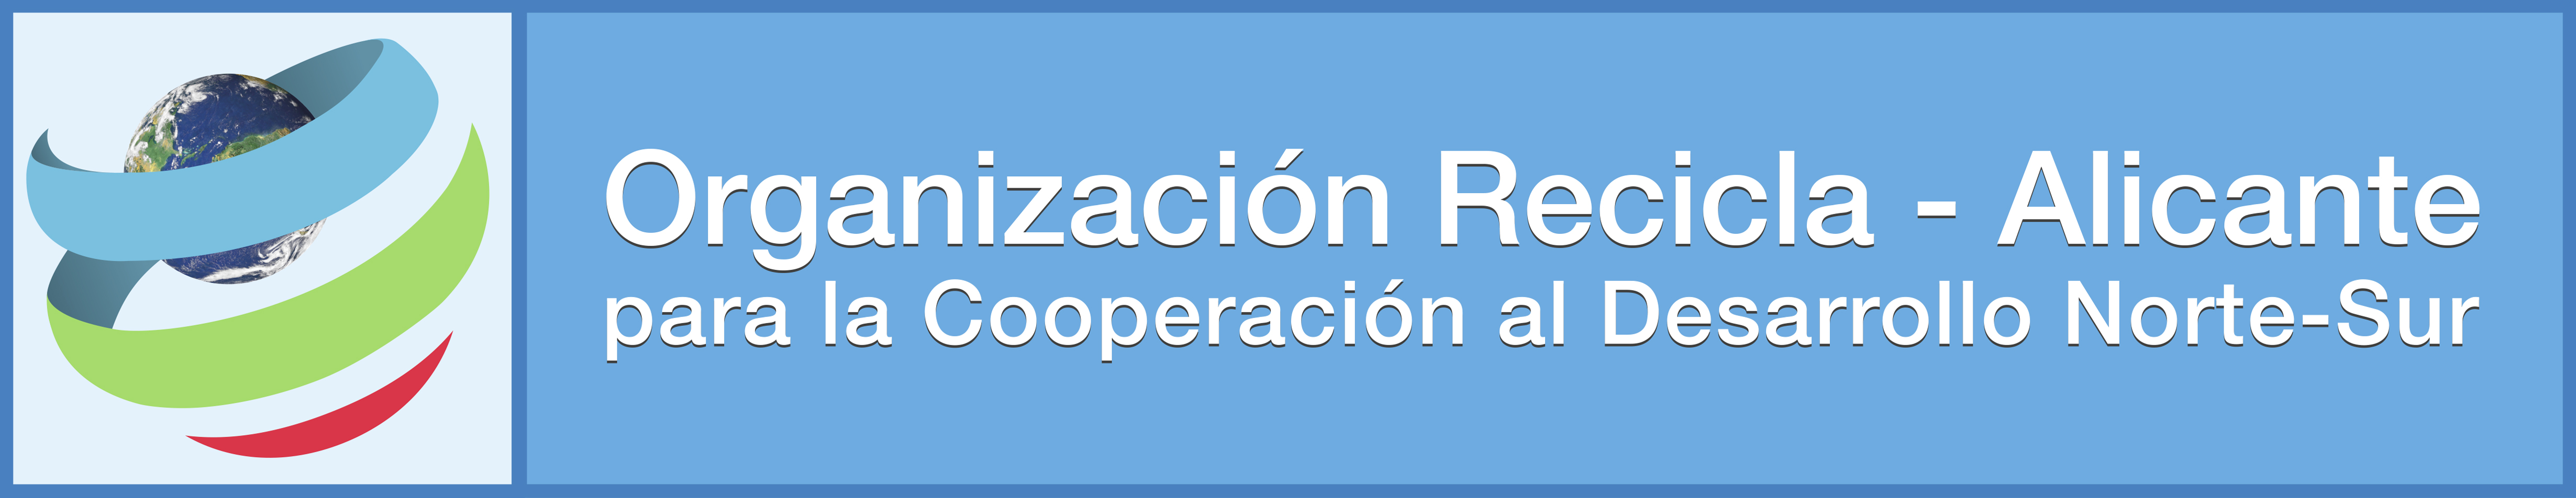 Organización Recicla - Alicante
para la Cooperación al Desarrollo Norte-Sur